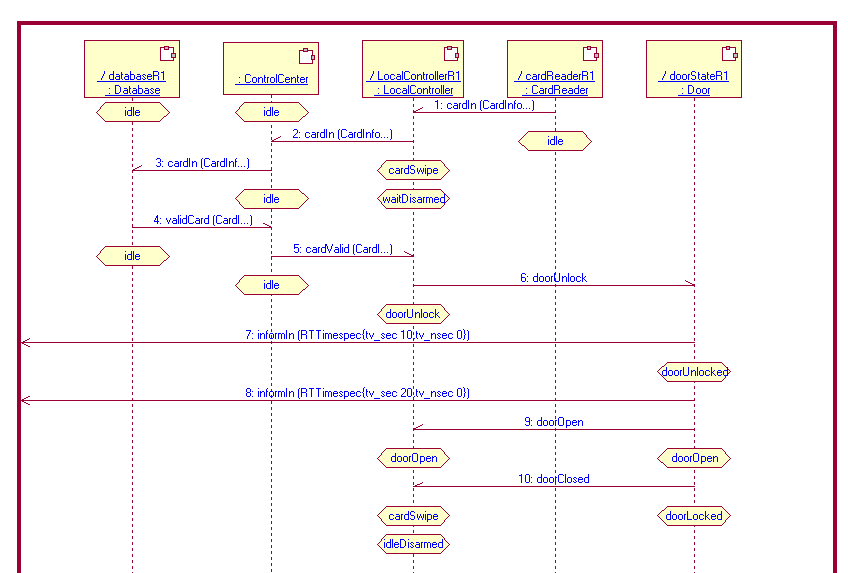 / databaseR1
: Database
: ControlCenter
/ LocalControllerR1
: LocalController
/ cardReaderR1
: CardReader
/ doorStateR1
: Door
idle
idle
1: cardIn (CardInfo...)
2: cardIn (CardInfo...)
idle
3: cardIn (CardInf...)
cardSwipe
idle
waitDisarmed
4: validCard (CardI...)
idle
5: cardValid (CardI...)
idle
6: doorUnlock
doorUnlock
7: informIn (RTTimespec{tv_sec 10,tv_nsec 0})
doorUnlocked
8: informIn (RTTimespec{tv_sec 20,tv_nsec 0})
9: doorOpen
doorOpen
doorOpen
10: doorClosed
cardSwipe
doorLocked
idleDisarmed